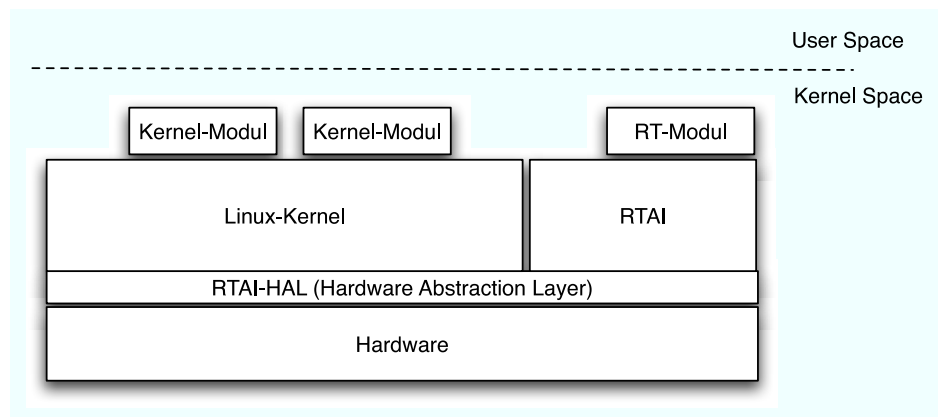 User Space
Kernel Space
Kernel-Modul
Kernel-Modul
RT-Modul
Linux-Kernel
RTAI
RTAI-HAL (Hardware Abstraction Layer)
Hardware